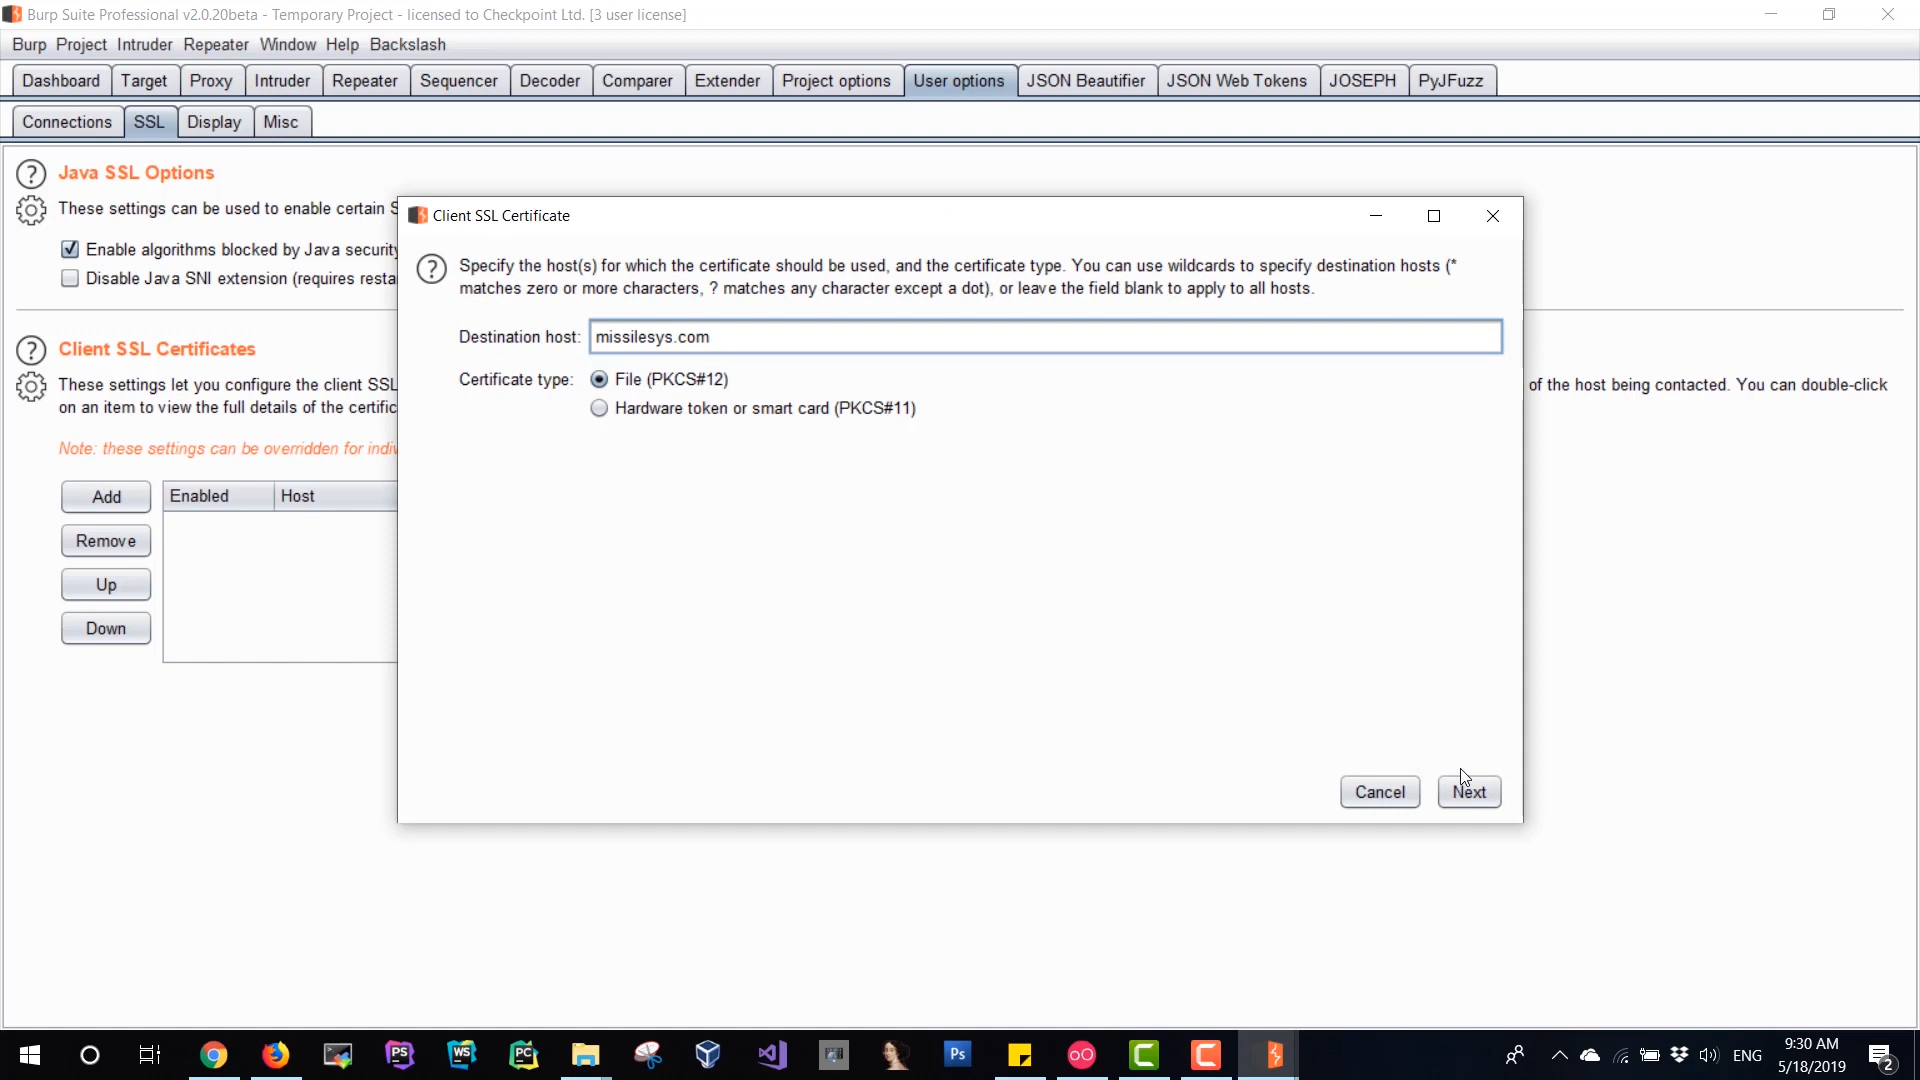 Burp Suite Professional v2.0.20beta - Temporary Project - licensed to Checkpoint Ltd. [3 user license]
Burp Project Intruder Repeater Window Help Backslash
Dashboard Target Proxy Intruder Repeater Sequencer Decoder Comparer Extender Project options User options JSON Beautifier JSON Web Tokens JOSEPH PyJFuzz
Connections SSL Display Misc
Java SSL Options
These settings can be used to enable certain S
Enable algorithms blocked by Java security
Disable Java SNI extension (requires resta
Client SSL Certificates
These settings let you configure the client SSL
of the host being contacted. You can double-click
on an item to view the full details of the certific
Note: these settings can be overridden for indiv
Add
Remove
Up
Down
Enabled Host
Client SSL Certificate
Specify the host(s) for which the certificate should be used, and the certificate type. You can use wildcards to specify destination hosts (*
matches zero or more characters, ? matches any character except a dot), or leave the field blank to apply to all hosts.
Destination host: missilesys.com
Certificate type: File (PKCS#12)
Hardware token or smart card (PKCS#11)
Cancel Next
PS WS PC Ps
ENG
9:30 AM
5/18/2019
2